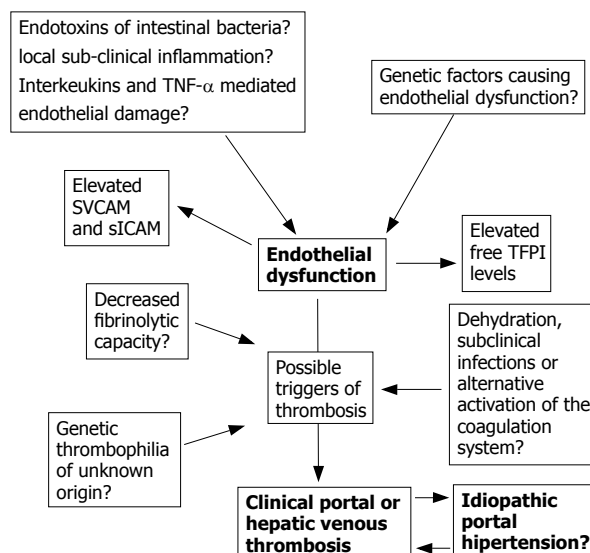 Endotoxins of intestinal bacteria?
local sub-clinical inflammation?
Interkeukins and TNF-α mediated
endothelial damage?
Genetic factors causing
endothelial dysfunction?
Elevated
SVCAM
and sICAM
Endothelial
dysfunction
Elevated
free TFPI
levels
Decreased
fibrinolytic
capacity?
Possible
triggers of
thrombosis
Dehydration,
subclinical
infections or
alternative
activation of the
coagulation
system?
Genetic
thrombophilia
of unknown
origin?
Clinical portal or
hepatic venous
thrombosis
Idiopathic
portal
hipertension?